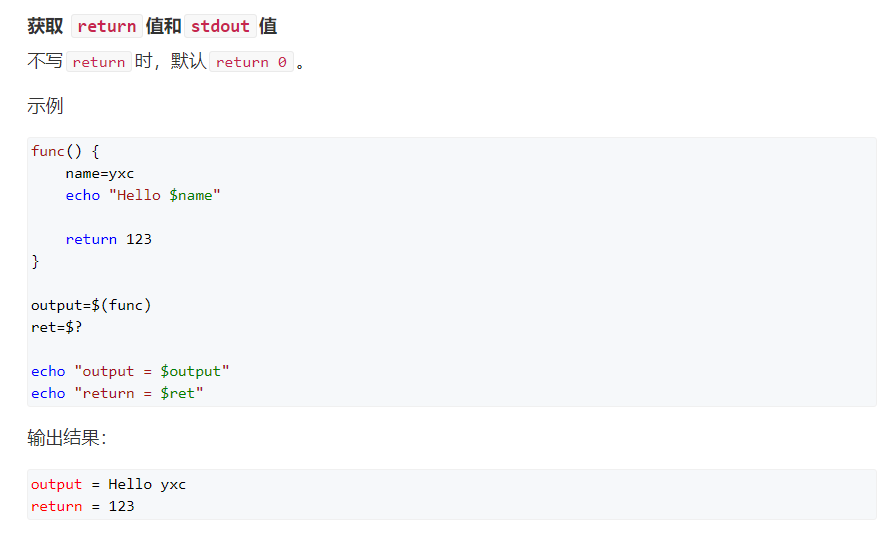 获取 return 值和 stdout 值
不写 return 时，默认 return 0 。
示例
func() {
    name=yxc
    echo "Hello $name"

    return 123
}

output=$(func)
ret=$?

echo "output = $output"
echo "return = $ret"
输出结果：
output = Hello yxc
return = 123